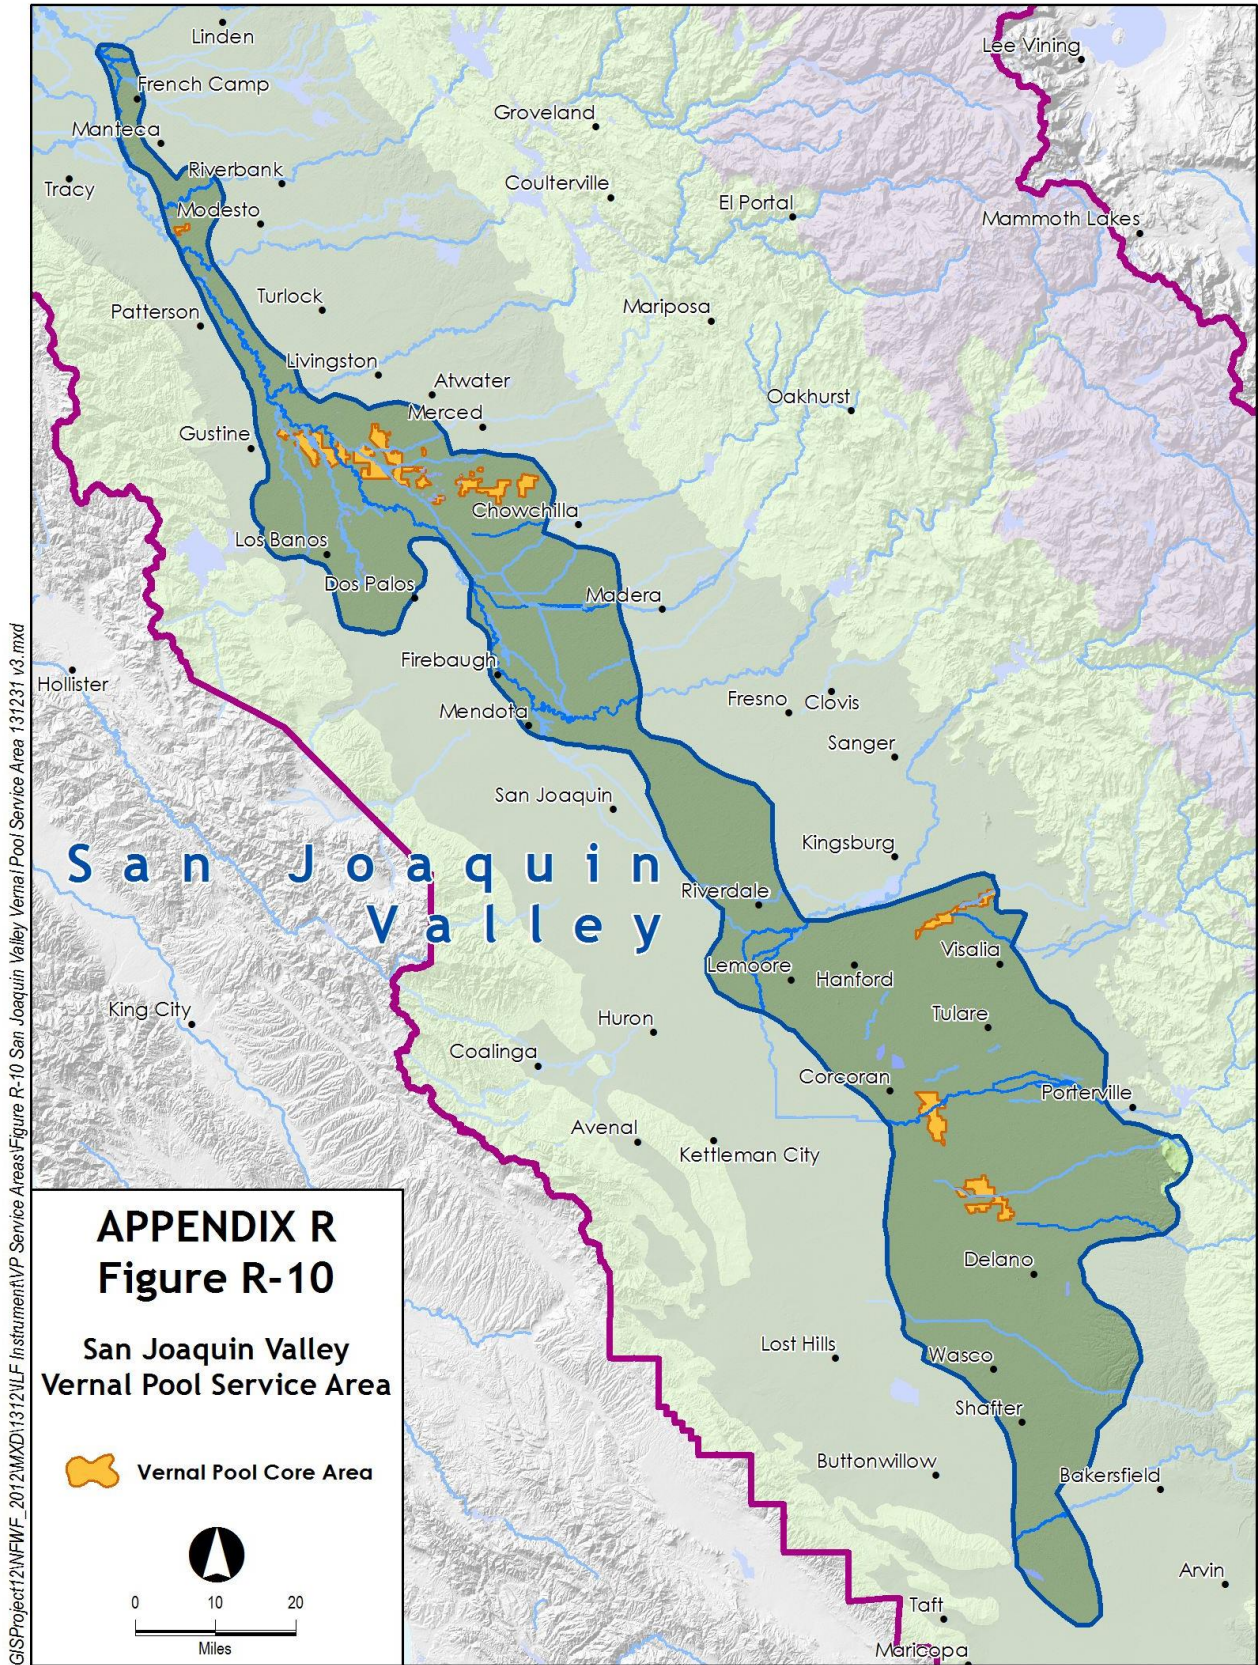 Linden
Lee Vining
French Camp
Groveland
Manteca
Riverbank
Tracy
Coulterville
Modesto
El Portal
Mammoth Lakes
Turlock
Patterson
Mariposa
Livingston
Atwater
Oakhurst
Merced
Gustine
Chowchilla
Los Banos
Dos Palos
Madera
Firebaugh
Hollister
Fresno
Clovis
Mendota
Sanger
San Joaquin
Kingsburg
San Joaquin
Valley
Riverdale
Visalia
Lemoore
Hanford
King City
Huron
Tulare
Coalinga
Corcoran
Porterville
Avenal
Kettleman City
Delano
Lost Hills
Wasco
Shafter
Buttonwillow
Bakersfield
Arvin
Taft
Maricopa
APPENDIX R
Figure R-10
San Joaquin Valley
Vernal Pool Service Area
Vernal Pool Core Area
0 10 20
Miles
GISProject12\NFWF_2012\MXD\1312\ILF Instrument\VP Service Areas\Figure R-10 San Joaquin Valley Vernal Pool Service Area 131231 v3.mxd